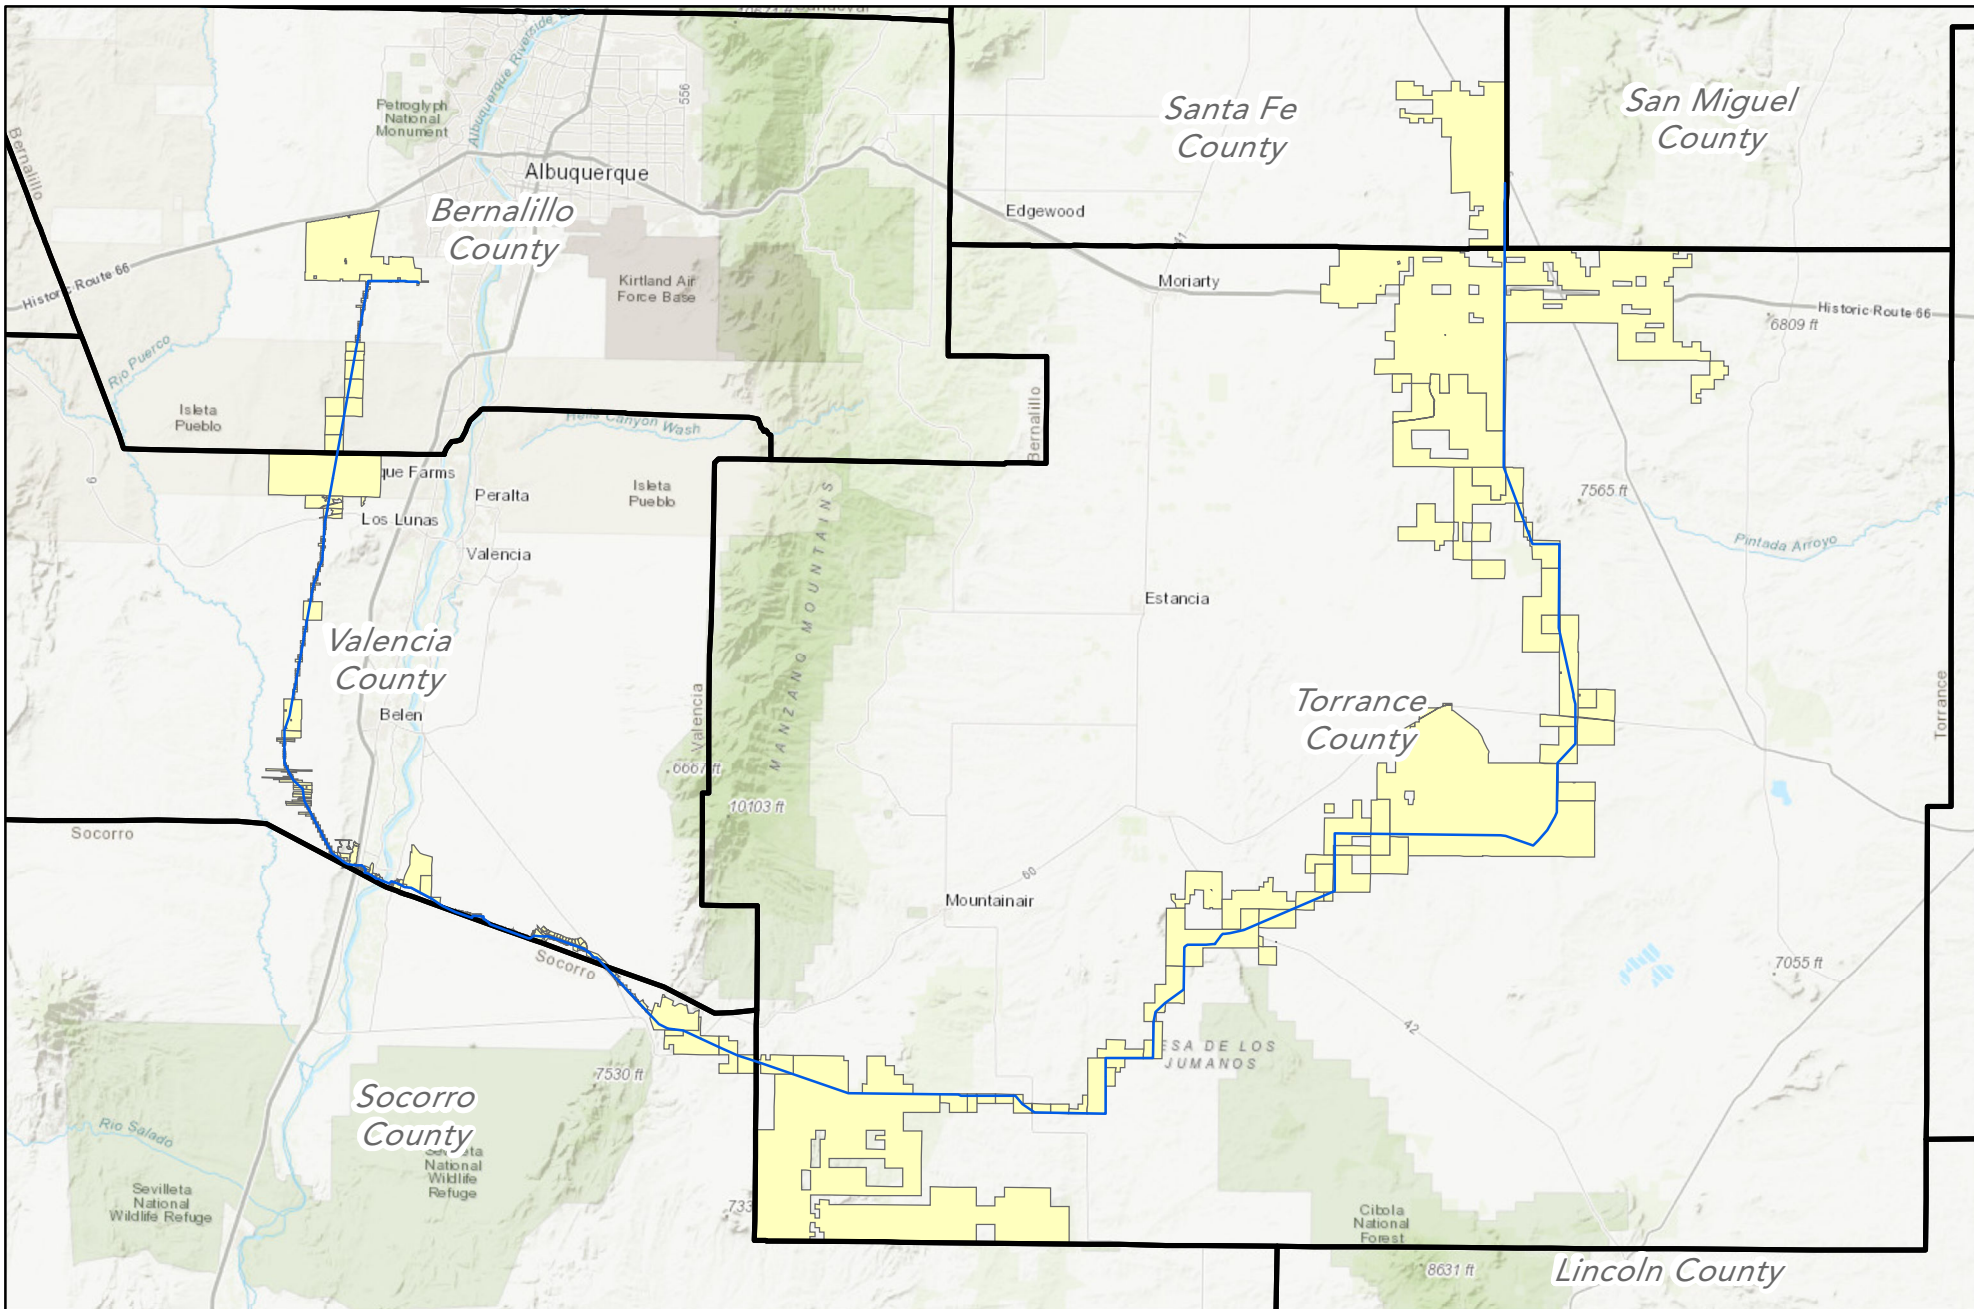 Bernalillo
Petroglyph
National
Monument
Albuquerque Riverside
556
Albuquerque
Bernalillo
County
Santa Fe
County
San Miguel
County
Edgewood
41
Historic Route 66
Kirtland Air
Force Base
Moriarty
Historic Route 66
6809 ft
Rio Puerco
Isleta
Pueblo
Hells Canyon Wash
Bernalillo
6
que Farms
Peralta
Isleta
Pueblo
Los Lunas
Valencia
7565 ft
Pintada Arroyo
MANZANO MOUNTAINS
Estancia
Valencia
County
Belen
Valencia
Torrance
County
Torrance
6667 ft
10103 ft
Socorro
60
Mountainair
Socorro
7055 ft
42
ESA DE LOS
JUMANOS
7530 ft
Socorro
County
Rio Salado
National
Wildlife
Refuge
Sevilleta
National
Wildlife Refuge
733
Cibola
National
Forest
8631 ft
Lincoln County